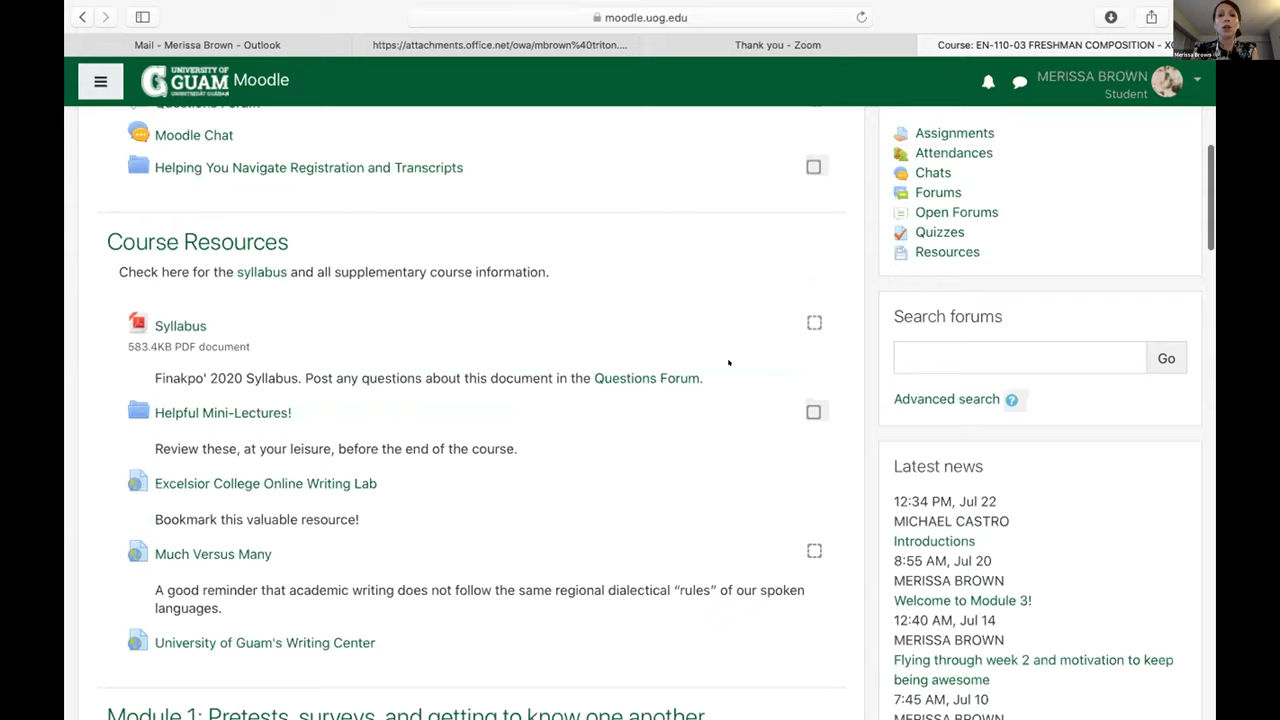 moodle.uog.edu
Mail - Merissa Brown - Outlook
https://attachments.office.net/owa/mbrown%40triton....
Thank you - Zoom
Course: EN-110-03 FRESHMAN COMPOSITION - 
Merissa Brown
UNIVERSITY OF
GUAM
Moodle
MERISSA BROWN
Student
Questions Forum
Moodle Chat
Helping You Navigate Registration and Transcripts
Course Resources
Check here for the syllabus and all supplementary course information.
Syllabus
583.4KB PDF document
Finakpo' 2020 Syllabus. Post any questions about this document in the Questions Forum.
Helpful Mini-Lectures!
Review these, at your leisure, before the end of the course.
Excelsior College Online Writing Lab
Bookmark this valuable resource!
Much Versus Many
A good reminder that academic writing does not follow the same regional dialectical “rules” of our spoken
languages.
University of Guam's Writing Center
Module 1: Pretests, surveys, and getting to know one another
Assignments
Attendances
Chats
Forums
Open Forums
Quizzes
Resources
Search forums
Go
Advanced search ?
Latest news
12:34 PM, Jul 22
MICHAEL CASTRO
Introductions
8:55 AM, Jul 20
MERISSA BROWN
Welcome to Module 3!
12:40 AM, Jul 14
MERISSA BROWN
Flying through week 2 and motivation to keep
being awesome
7:45 AM, Jul 10
MERISSA BROWN